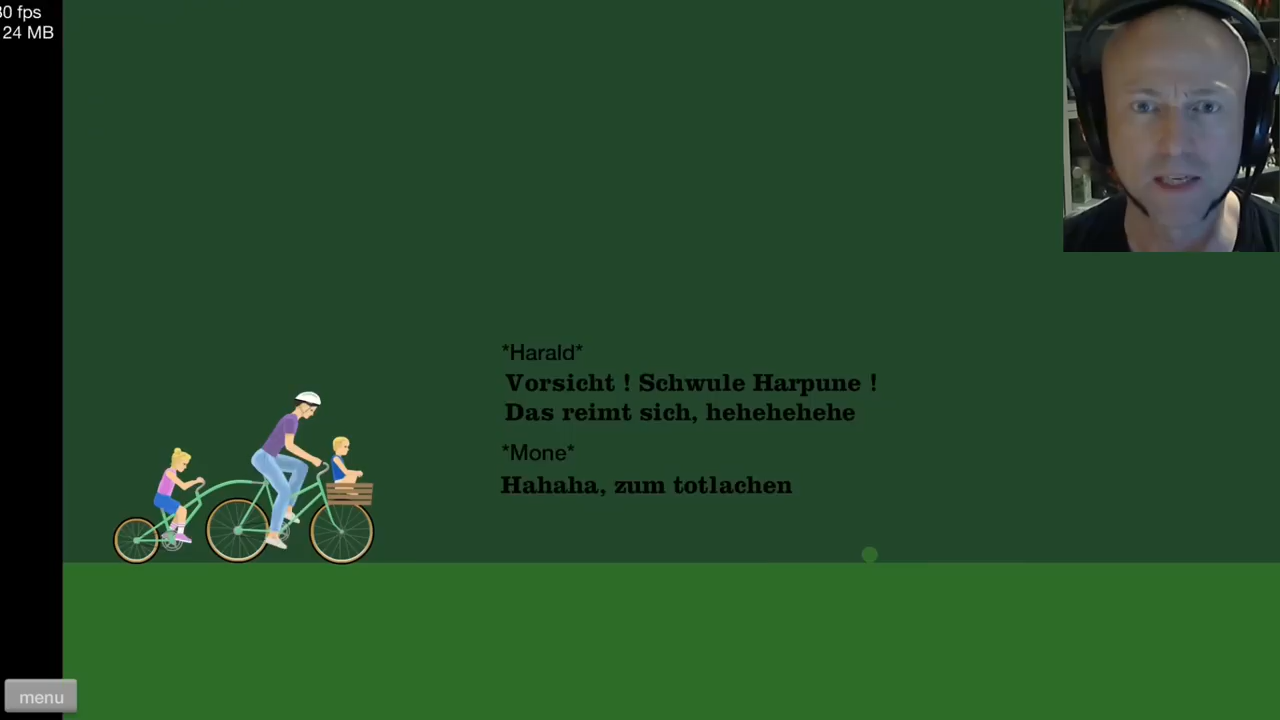 30 fps
24 MB
*Harald*
Vorsicht ! Schwule Harpune !
Das reimt sich, hehehehehe
*Mone*
Hahaha, zum totlachen
menu